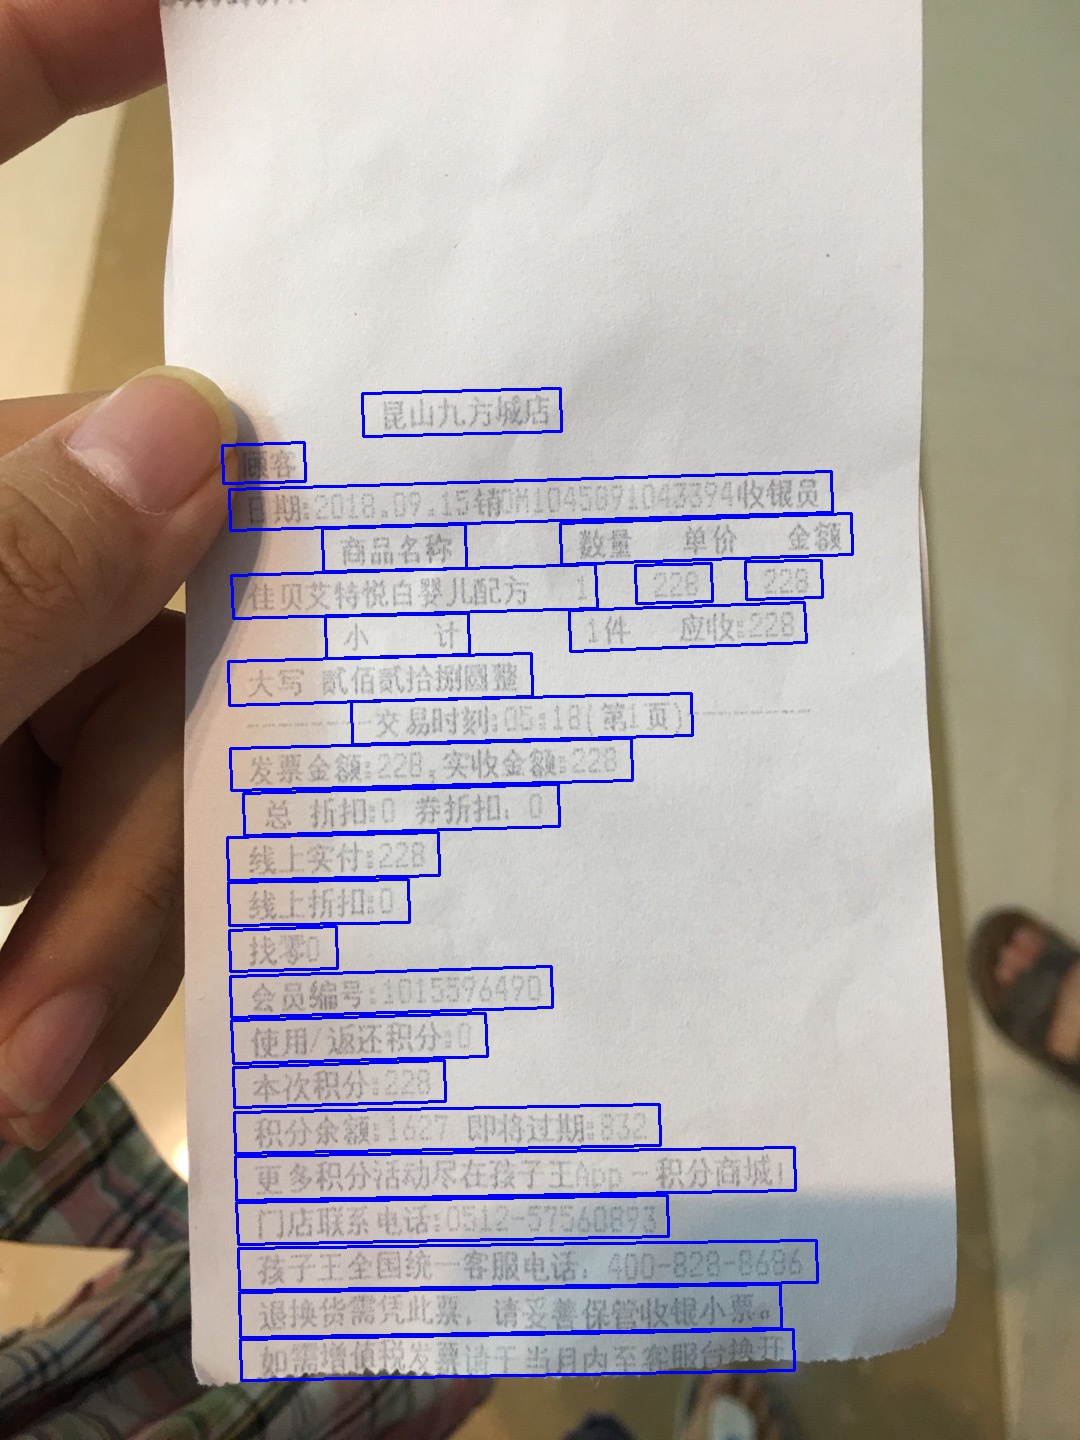 昆山九方城店
顾客
日期:2018.09.15销OM1045891043394收银员
商品名称 数量 单价 金额
佳贝艾特悦白婴儿配方 1 228 228
小 计 1件 应收:228
大写 贰佰贰拾捌圆整
--------交易时刻:05:18(第1页)--------
发票金额:228,实收金额:228
总 折扣:0 券折扣:0
线上实付:228
线上折扣:0
找零0
会员编号:1015596490
使用/返还积分:0
本次积分:228
积分余额:1627 即将过期:832
更多积分活动尽在孩子王App-积分商城!
门店联系电话:0512-57560893
孩子王全国统一客服电话:400-828-8686
退换货需凭此票,请妥善保管收银小票。
如需增值税发票请于当月内至客服台换开